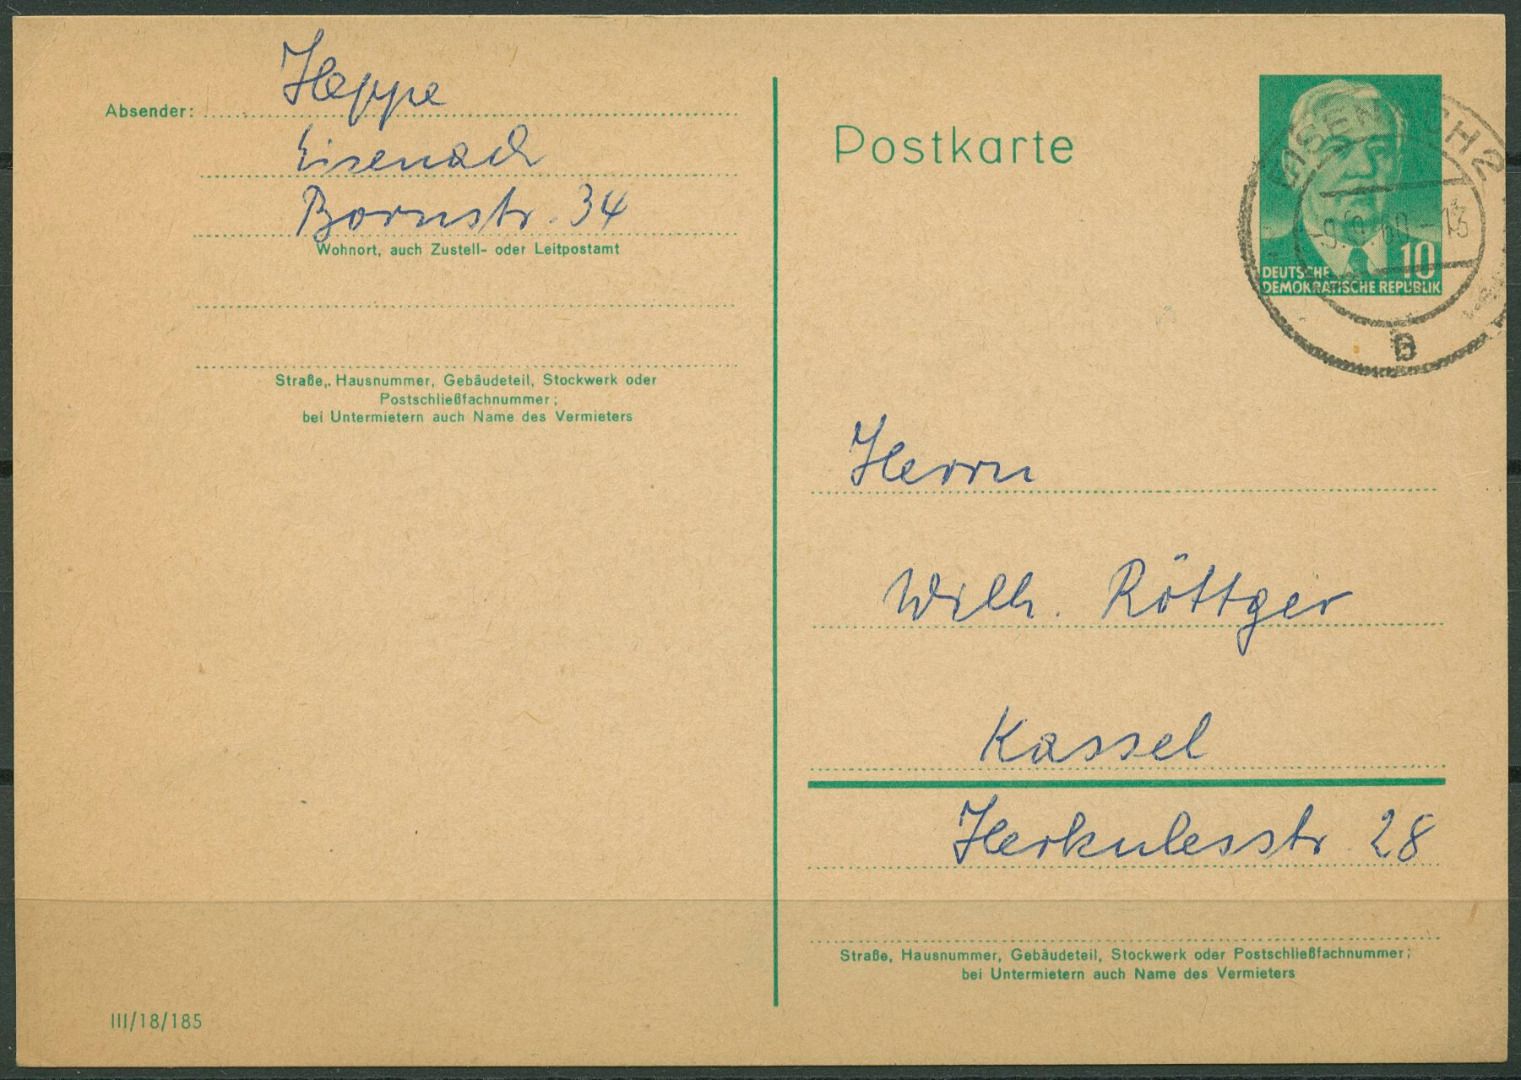 Absender: Heppe
Eisenach
Bornstr. 34
Wohnort, auch Zustell- oder Leitpostamt
Straße, Hausnummer, Gebäudeteil, Stockwerk oder
Postschließfachnummer;
bei Untermietern auch Name des Vermieters
III/18/185
Postkarte
10
DEUTSCHE
DEMOKRATISCHE REPUBLIK
EISENACH 2
Herrn
Wilh. Röttger
Kassel
Herkulesstr. 28
Straße, Hausnummer, Gebäudeteil, Stockwerk oder Postschließfachnummer;
bei Untermietern auch Name des Vermieters